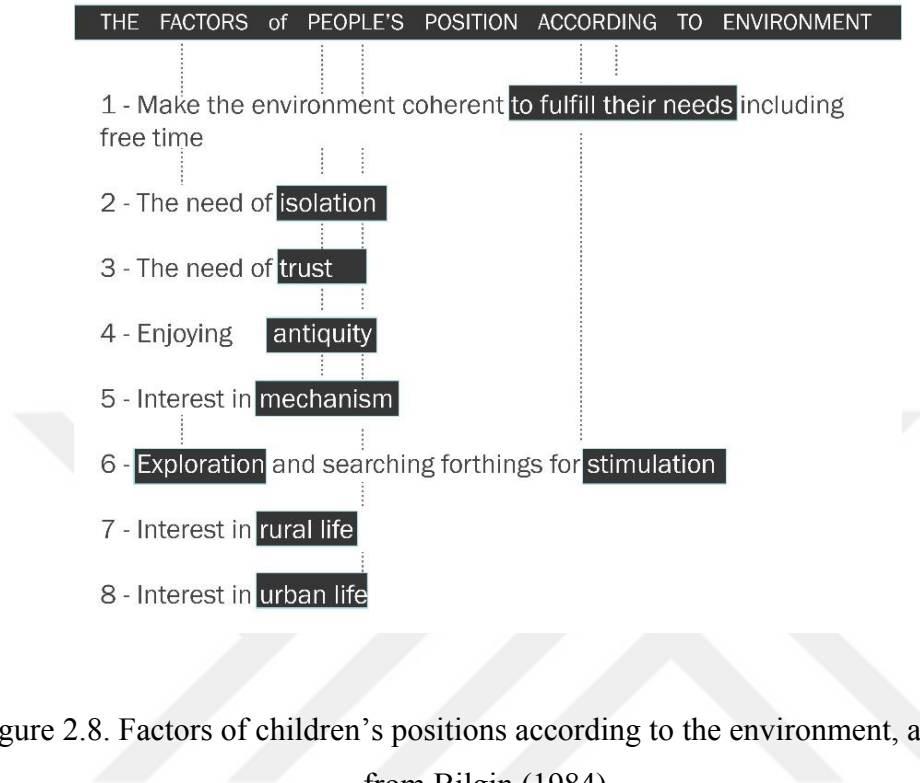 THE FACTORS of PEOPLE'S POSITION ACCORDING TO ENVIRONMENT
1 - Make the environment coherent to fulfill their needs including
free time
2 - The need of isolation
3 - The need of trust
4 - Enjoying antiquity
5 - Interest in mechanism
6 - Exploration and searching forthings for stimulation
7 - Interest in rural life
8 - Interest in urban life
gure 2.8. Factors of children's positions according to the environment, a
from Bilgin (1984)